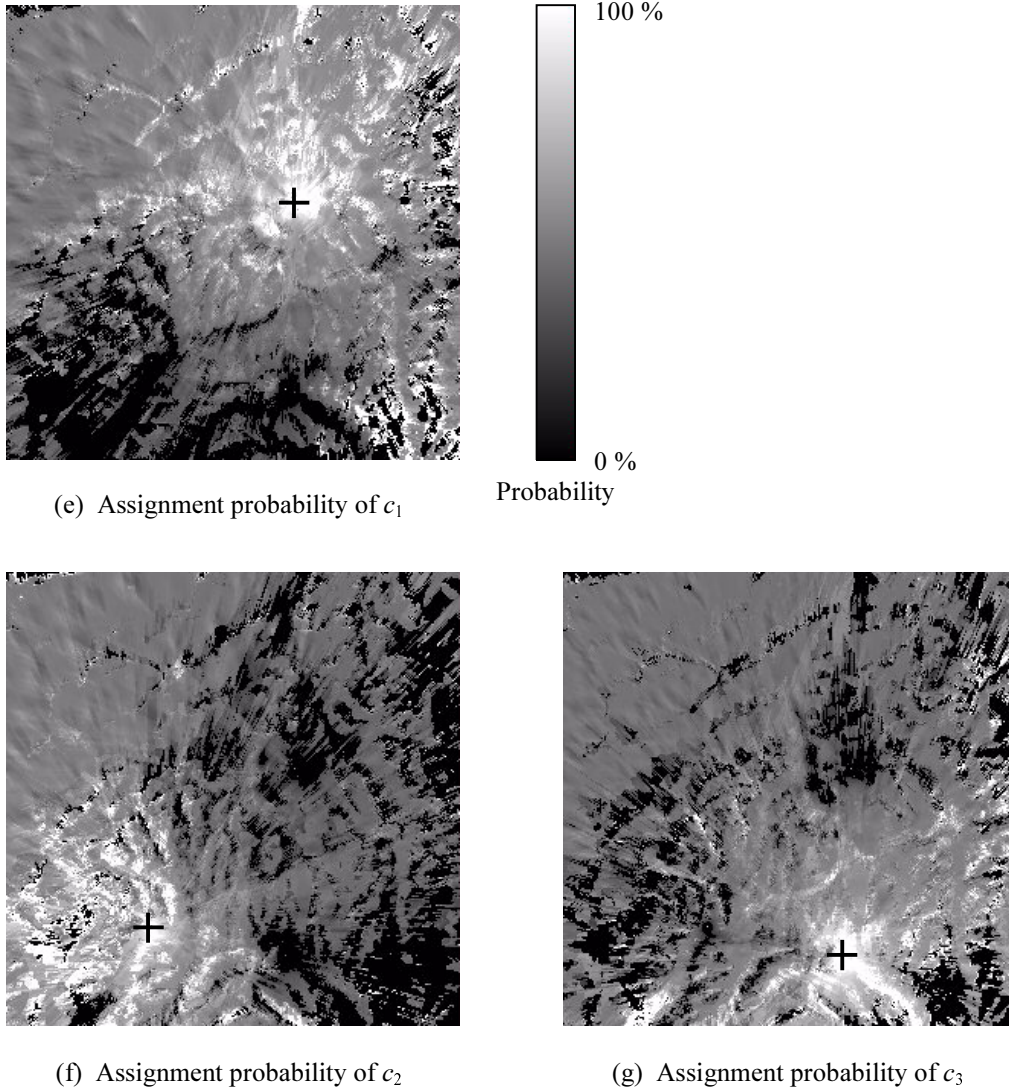 100 %
0 %
Probability
(e) Assignment probability of c₁
(f) Assignment probability of c₂
(g) Assignment probability of c₃